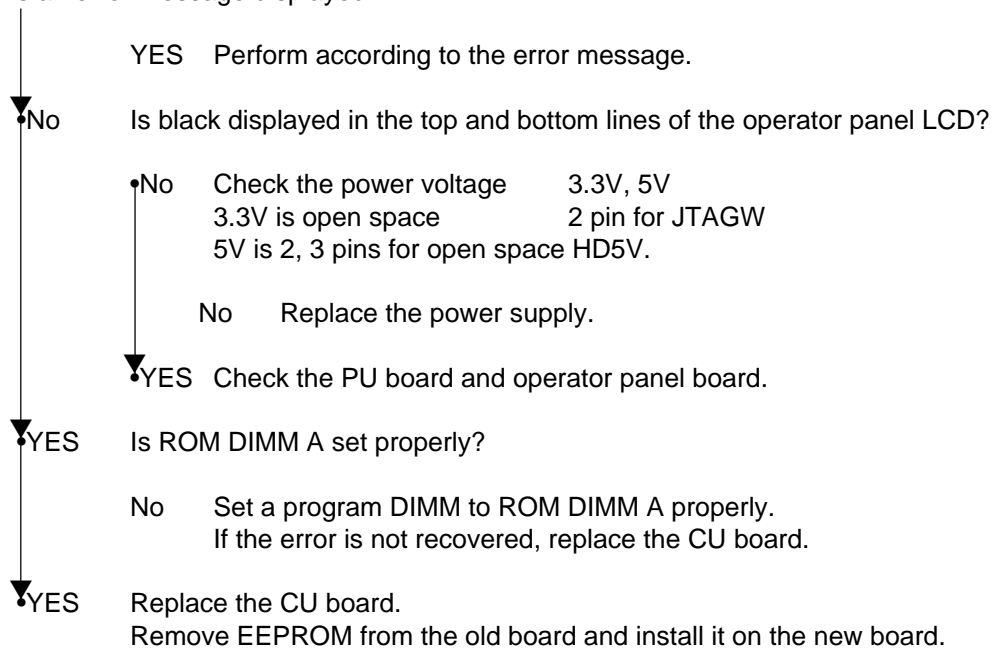 YES Perform according to the error message.
No Is black displayed in the top and bottom lines of the operator panel LCD?
No Check the power voltage 3.3V, 5V
3.3V is open space 2 pin for JTAGW
5V is 2, 3 pins for open space HD5V.
No Replace the power supply.
YES Check the PU board and operator panel board.
YES Is ROM DIMM A set properly?
No Set a program DIMM to ROM DIMM A properly.
If the error is not recovered, replace the CU board.
YES Replace the CU board.
Remove EEPROM from the old board and install it on the new board.